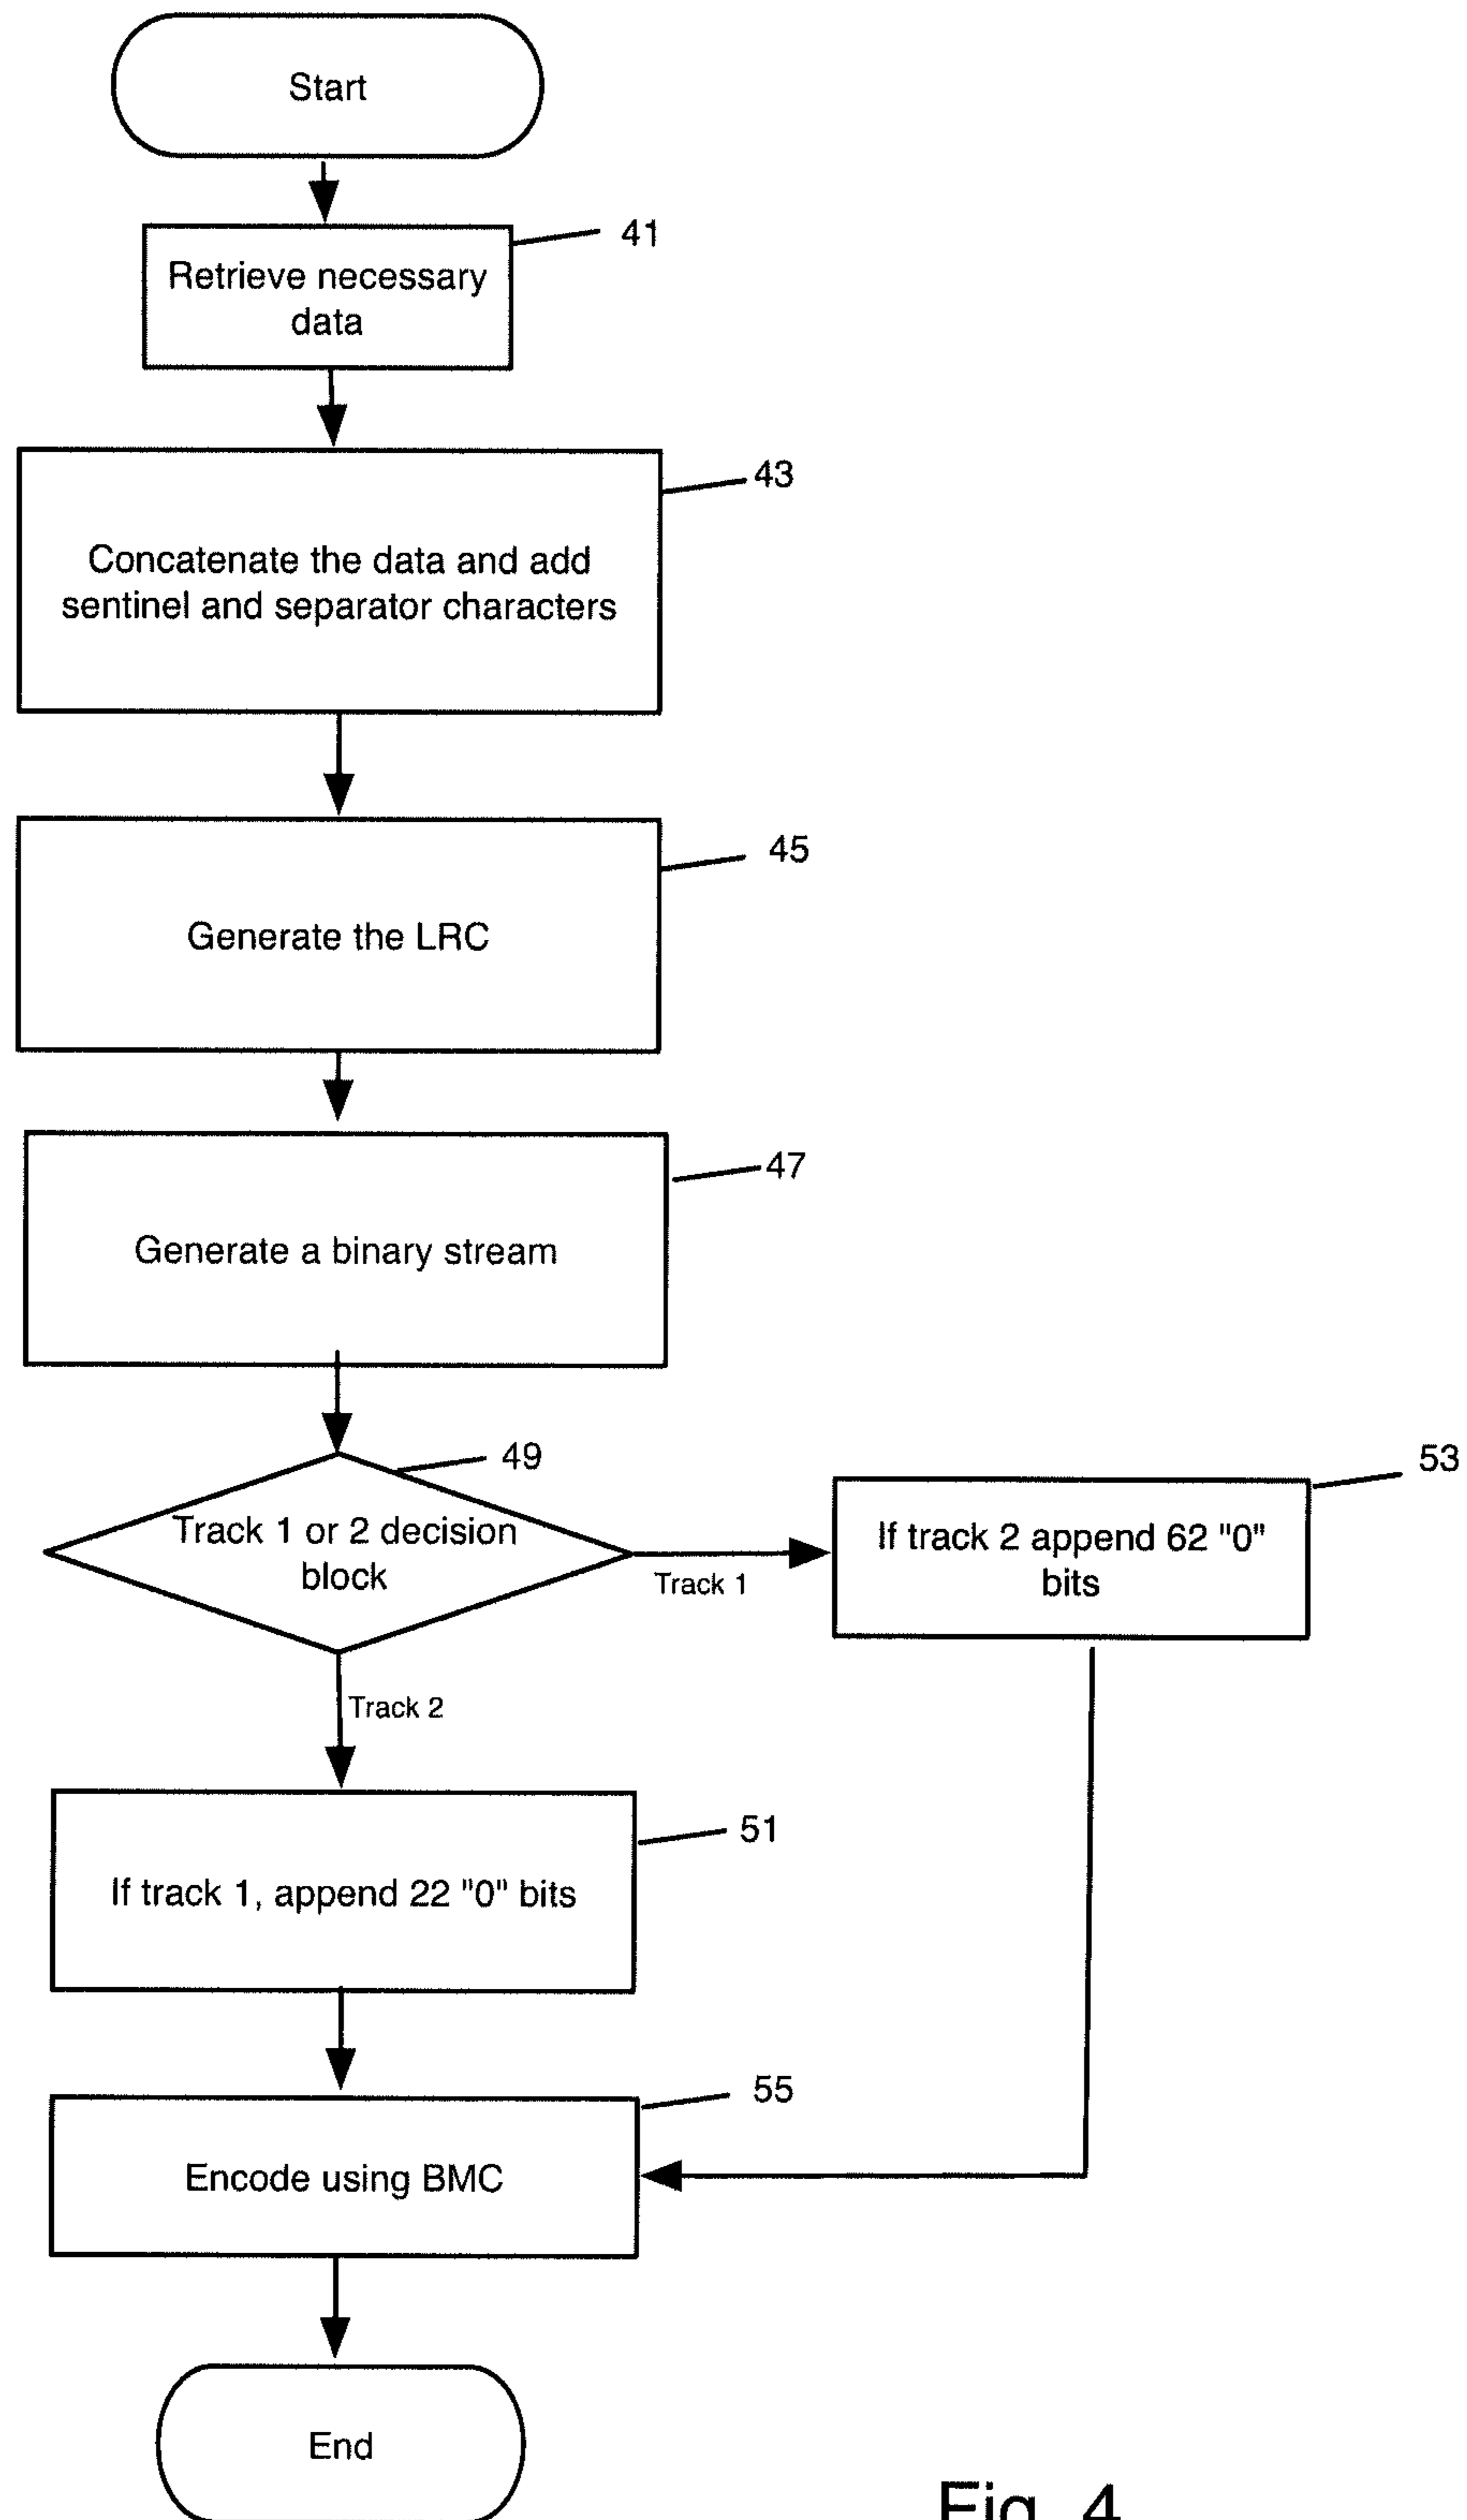 Start
41
Retrieve necessary
data
43
Concatenate the data and add
sentinel and separator characters
45
Generate the LRC
47
Generate a binary stream
49
Track 1 or 2 decision
block
53
If track 2 append 62 "0"
bits
Track 1
Track 2
51
If track 1, append 22 "0" bits
55
Encode using BMC
End
Fig. 4